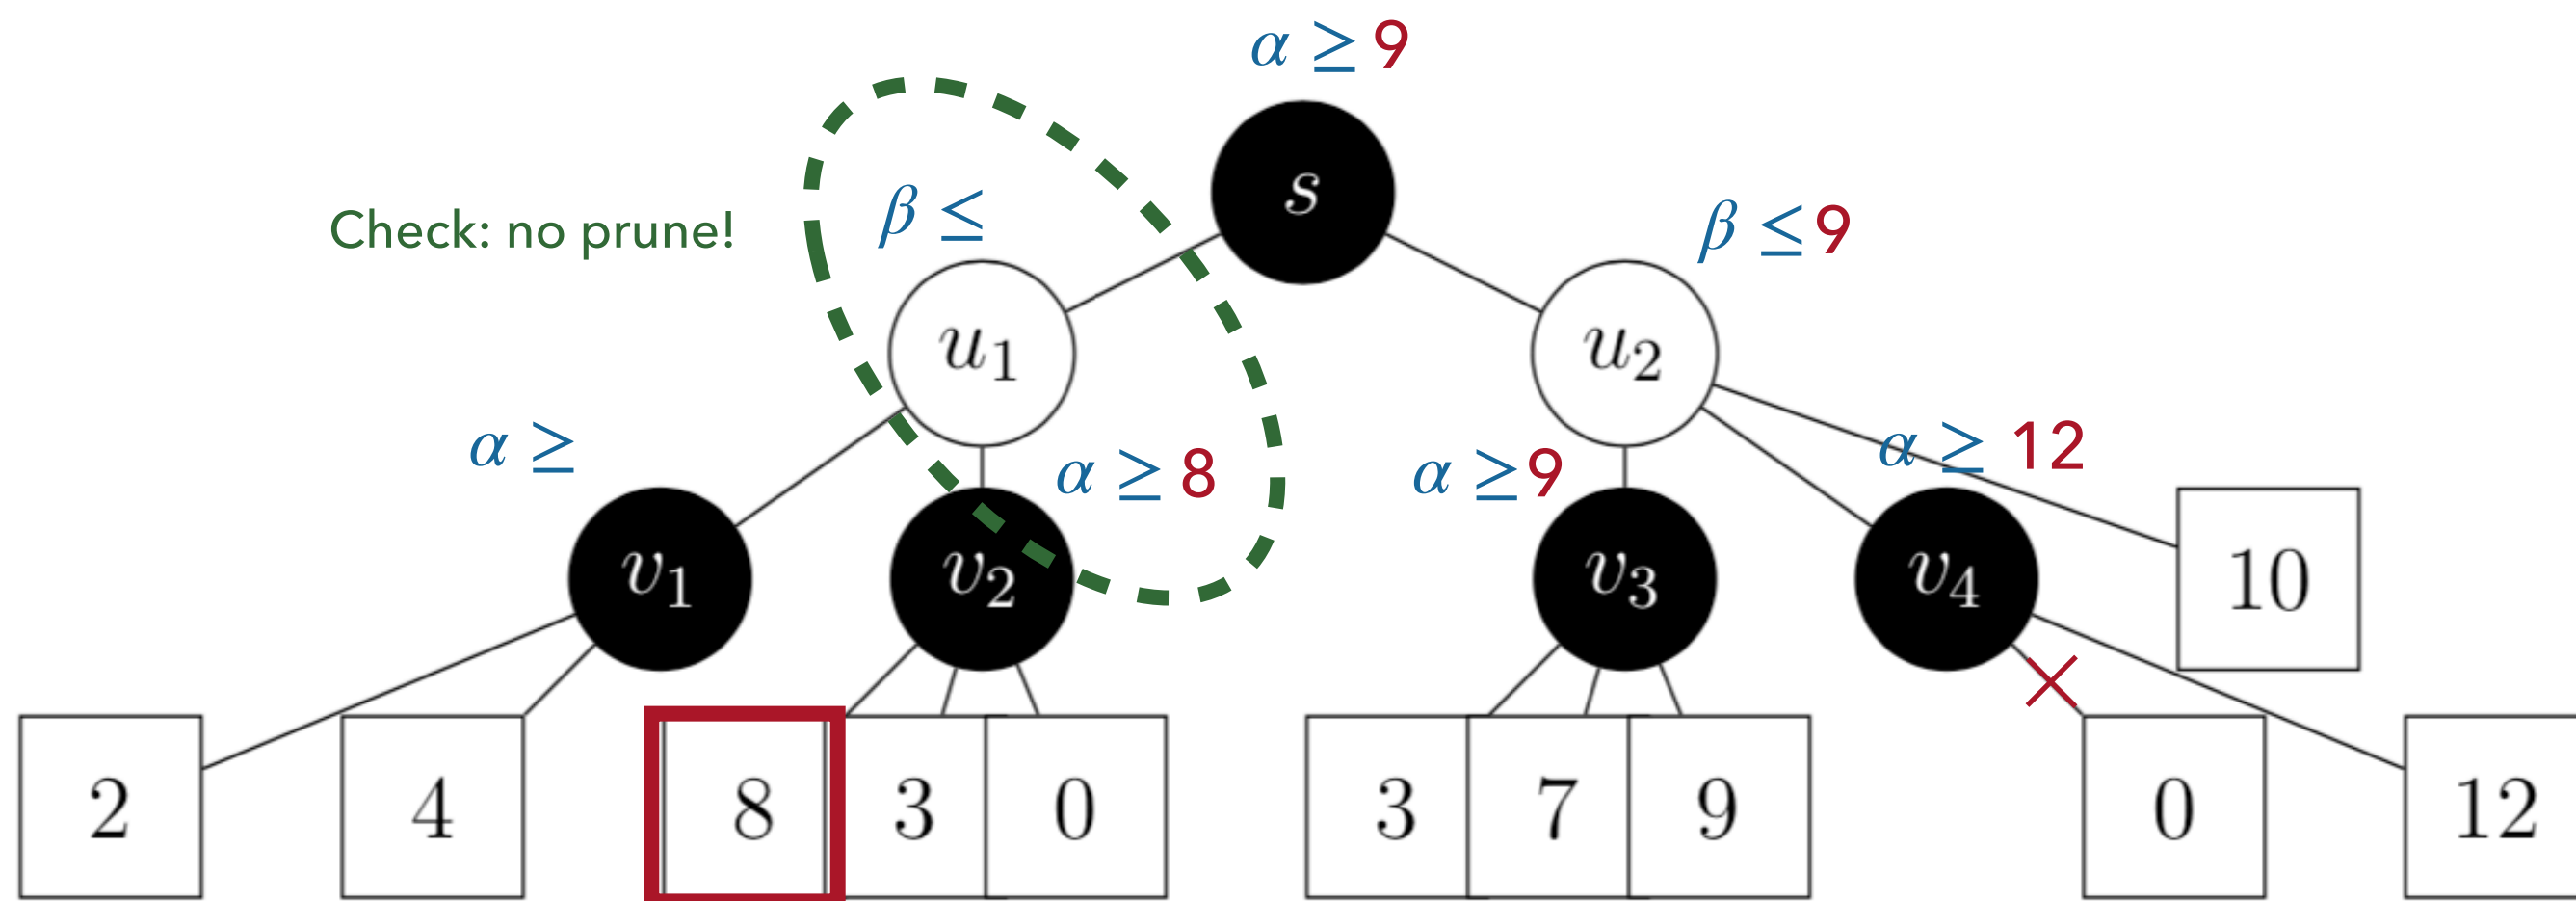 α ≥ 9
s
Check: no prune!
β ≤
β ≤ 9
u1
u2
α ≥
α ≥ 8
α ≥ 9
α ≥ 12
v1
v2
v3
v4
10
2
4
8
3
0
3
7
9
0
12